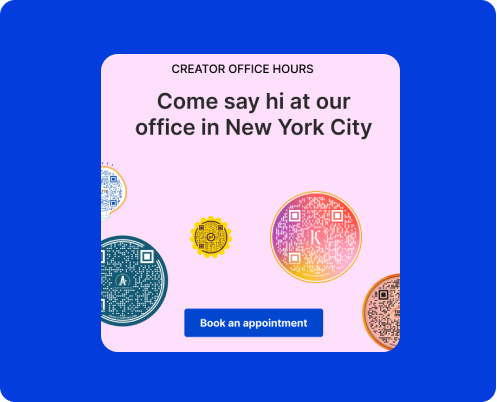 CREATOR OFFICE HOURS
Come say hi at our
office in New York City
K
A
Book an appointment